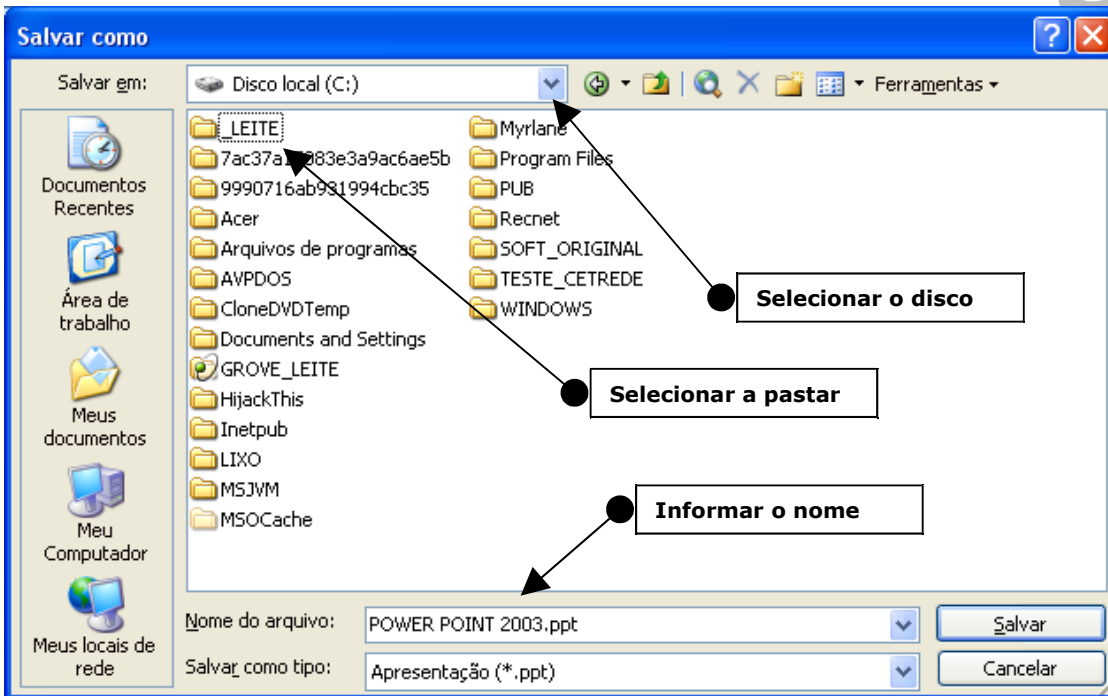 Salvar como
Salvar em:
Disco local (C:)
Ferramentas
Documentos
Recentes
Área de
trabalho
Meus
documentos
Meu
Computador
Meus locais de
rede
_LEITE
9990716ab931994cbc35
Acer
Arquivos de programas
AVPDOS
CloneDVDTemp
Documents and Settings
GROVE_LEITE
HijackThis
Inetpub
LIXO
MSJVM
MSOCache
Myrlane
Program Files
PUB
Recnet
SOFT_ORIGINAL
TESTE_CETREDE
WINDOWS
Selecionar o disco
Selecionar a pastar
Informar o nome
Nome do arquivo:
POWER POINT 2003.ppt
Salvar
Salvar como tipo:
Apresentação (*.ppt)
Cancelar